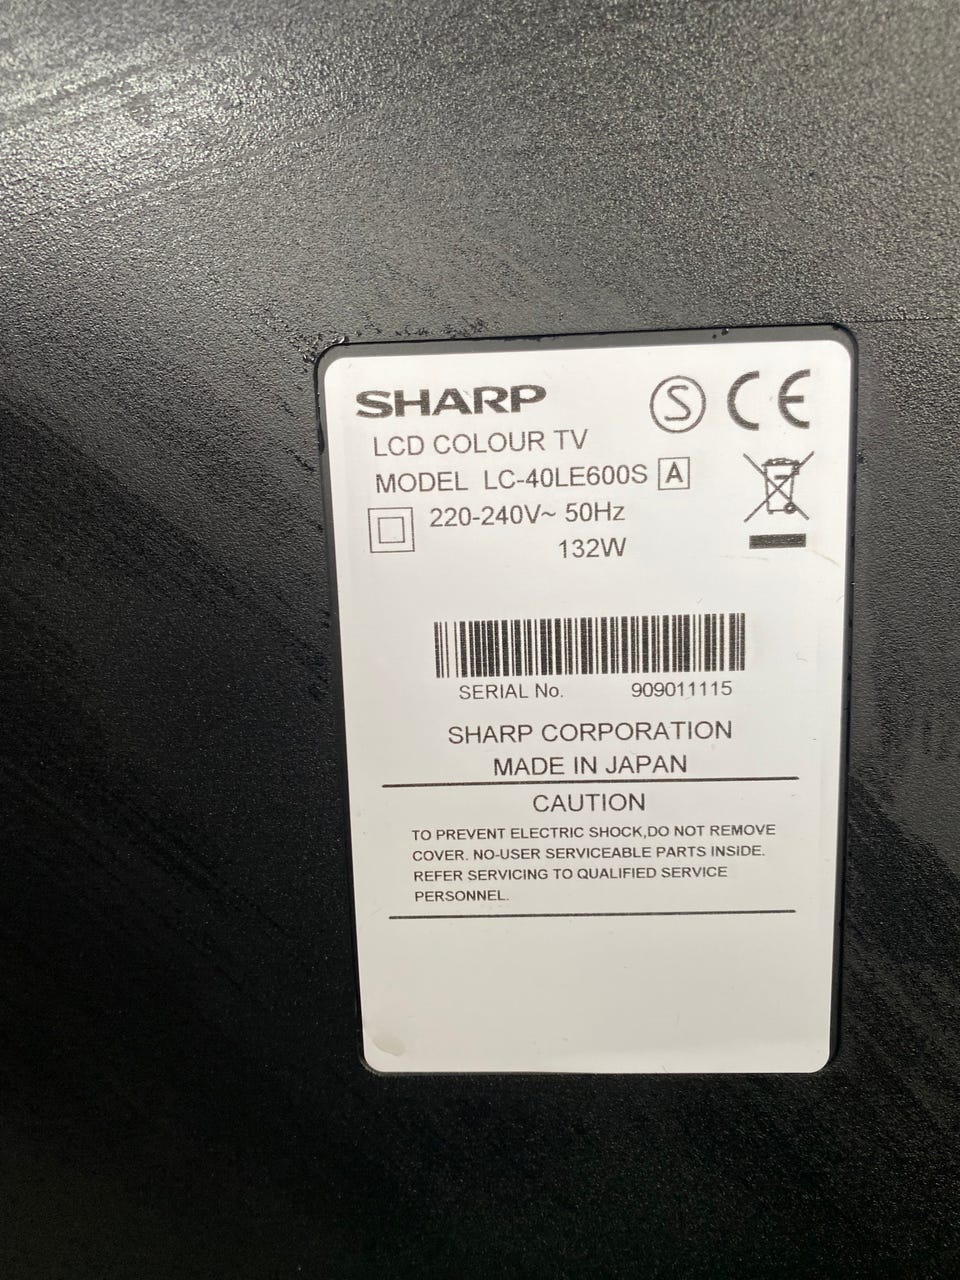 SHARP
S CE
LCD COLOUR TV
MODEL LC-40LE600S A
220-240V~ 50Hz
132W
SERIAL No. 909011115
SHARP CORPORATION
MADE IN JAPAN
CAUTION
TO PREVENT ELECTRIC SHOCK,DO NOT REMOVE
COVER. NO-USER SERVICEABLE PARTS INSIDE.
REFER SERVICING TO QUALIFIED SERVICE
PERSONNEL.